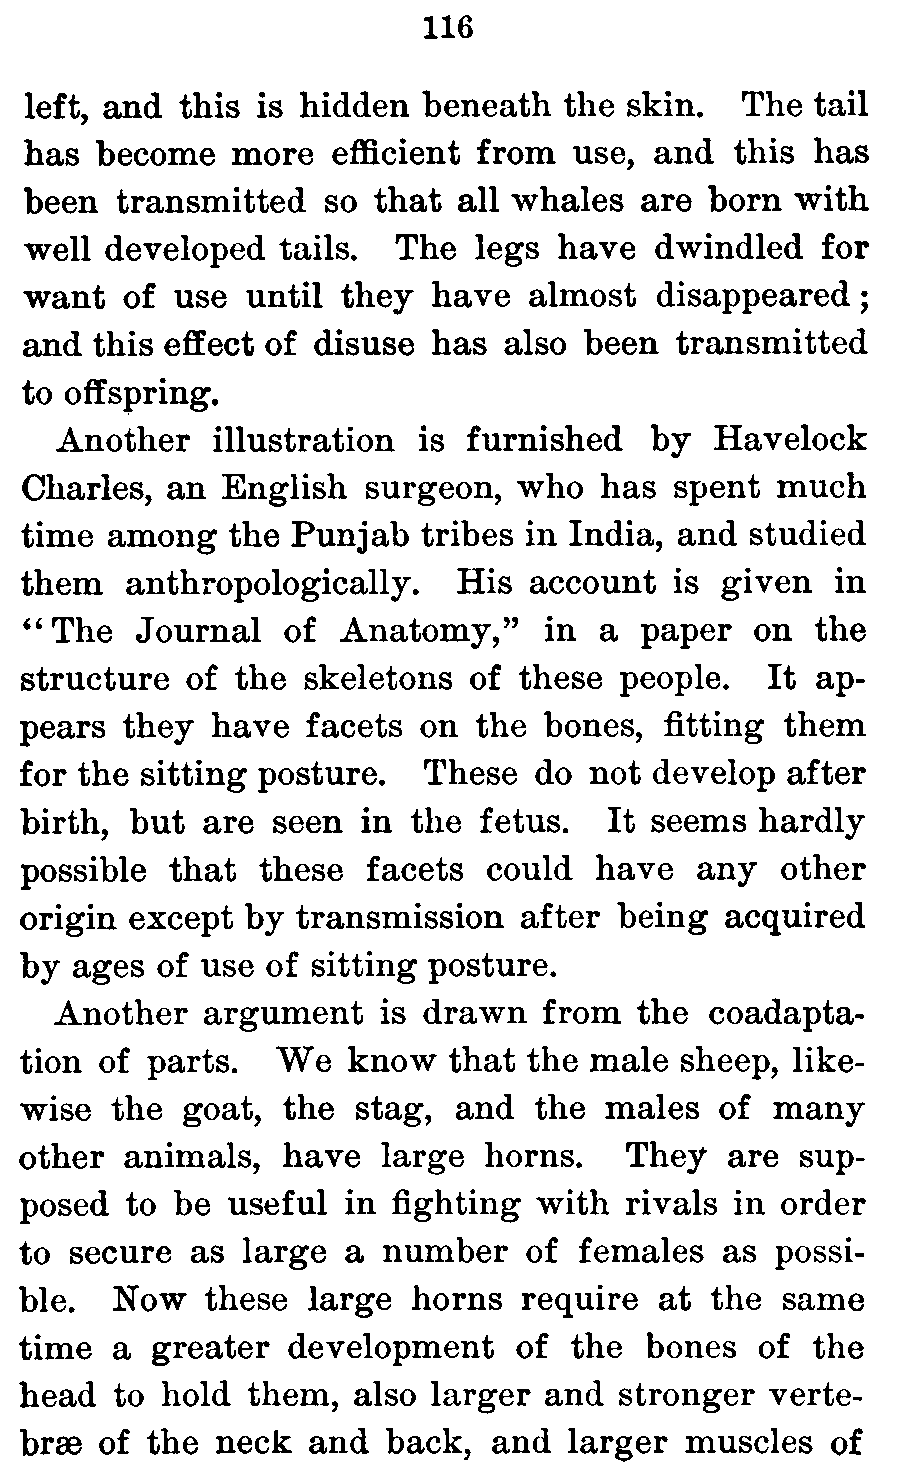 116
left, and this is hidden beneath the skin. The tail
has become more efficient from use, and this has
been transmitted so that all whales are born with
well developed tails. The legs have dwindled for
want of use until they have almost disappeared ;
and this effect of disuse has also been transmitted
to offspring.
Another illustration is furnished by Havelock
Charles, an English surgeon, who has spent much
time among the Punjab tribes in India, and studied
them anthropologically. His account is given in
“ The Journal of Anatomy,” in a paper on the
structure of the skeletons of these people. It ap-
pears they have facets on the bones, fitting them
for the sitting posture. These do not develop after
birth, but are seen in the fetus. It seems hardly
possible that these facets could have any other
origin except by transmission after being acquired
by ages of use of sitting posture.
Another argument is drawn from the coadapta-
tion of parts. We know that the male sheep, like-
wise the goat, the stag, and the males of many
other animals, have large horns. They are sup-
posed to be useful in fighting with rivals in order
to secure as large a number of females as possi-
ble. Now these large horns require at the same
time a greater development of the bones of the
head to hold them, also larger and stronger verte-
bræ of the neck and back, and larger muscles of